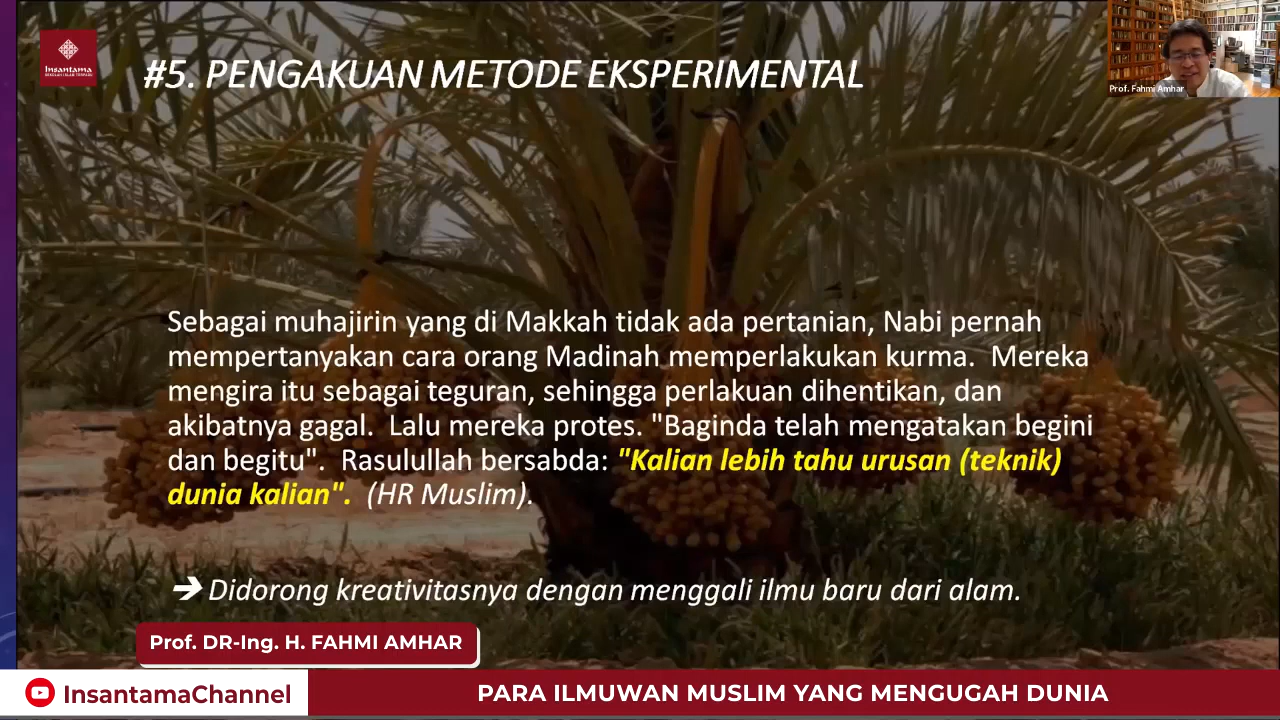 Insantama
SEKOLAH ISLAM TERPADU
#5. PENGAKUAN METODE EKSPERIMENTAL
Prof. Fahmi Amhar
Sebagai muhajirin yang di Makkah tidak ada pertanian, Nabi pernah
mempertanyakan cara orang Madinah memperlakukan kurma. Mereka
mengira itu sebagai teguran, sehingga perlakuan dihentikan, dan
akibatnya gagal. Lalu mereka protes. "Baginda telah mengatakan begini
dan begitu". Rasulullah bersabda: "Kalian lebih tahu urusan (teknik)
dunia kalian". (HR Muslim).
➔ Didorong kreativitasnya dengan menggali ilmu baru dari alam.
Prof. DR-Ing. H. FAHMI AMHAR
InsantamaChannel
PARA ILMUWAN MUSLIM YANG MENGUGAH DUNIA